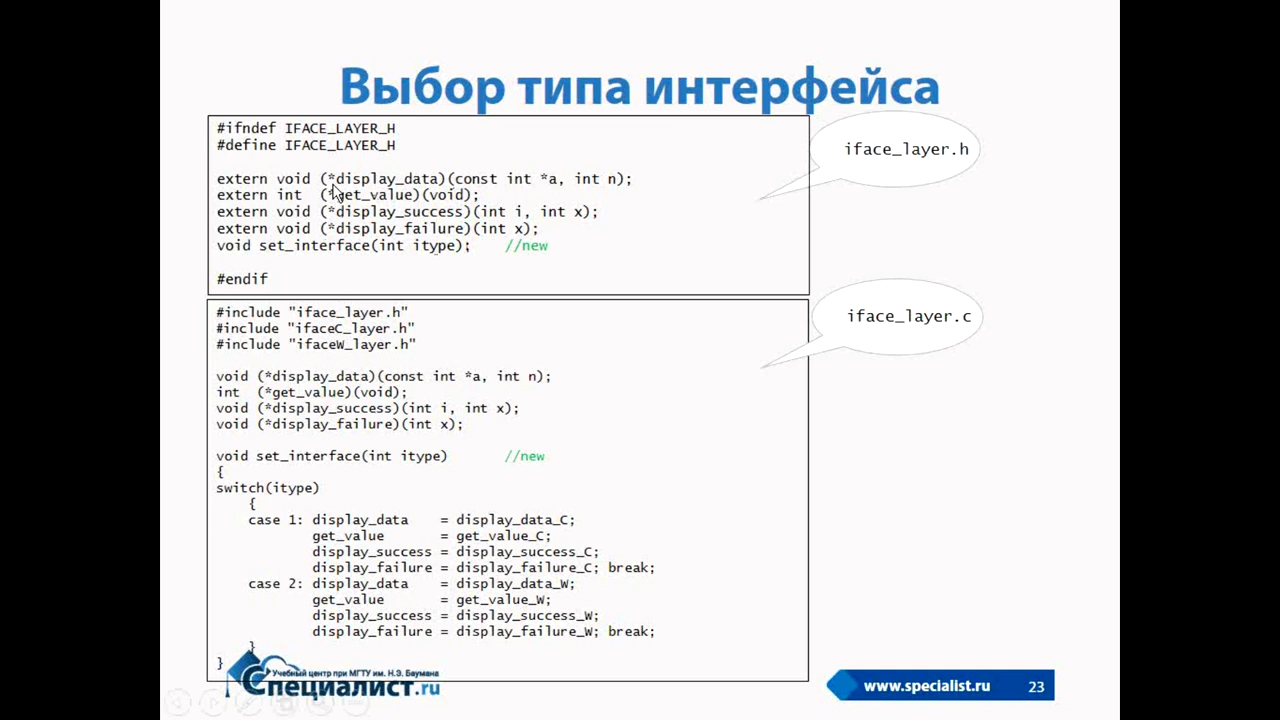 Выбор типа интерфейса
#ifndef IFACE_LAYER_H
#define IFACE_LAYER_H
extern void (*display_data)(const int *a, int n);
extern int  (*get_value)(void);
extern void (*display_success)(int i, int x);
extern void (*display_failure)(int x);
void set_interface(int itype);    //new
#endif
iface_layer.h
#include "iface_layer.h"
#include "ifaceC_layer.h"
#include "ifaceW_layer.h"
void (*display_data)(const int *a, int n);
int  (*get_value)(void);
void (*display_success)(int i, int x);
void (*display_failure)(int x);
void set_interface(int itype)       //new
{
switch(itype)
    {
    case 1: display_data    = display_data_C;
            get_value       = get_value_C;
            display_success = display_success_C;
            display_failure = display_failure_C; break;
    case 2: display_data    = display_data_W;
            get_value       = get_value_W;
            display_success = display_success_W;
            display_failure = display_failure_W; break;
    }
}
iface_layer.c
Учебный центр при МГТУ им. Н.Э. Баумана
Специалист.ru
www.specialist.ru 23